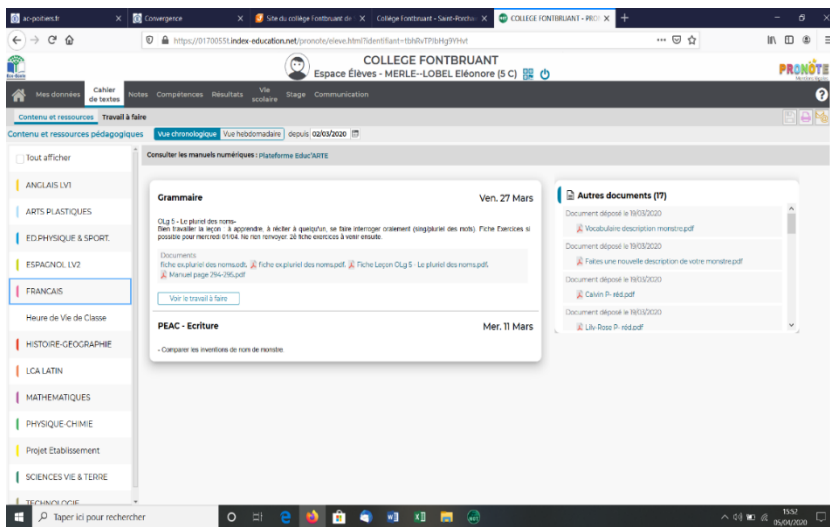 ac-poitiers.fr
Convergence
Site du collège Fontbruant de
Collège Fontbruant - Saint-Porchai
COLLEGE FONTBRUANT - PRO
https://0170055t.index-education.net/pronote/eleve.html?identifiant=tbhRvTPJbHg9YHvt
COLLEGE FONTBRUANT
Espace Élèves - MERLE--LOBEL Eléonore (5 C)
PRONOTE
Mes données
Cahier de textes
Notes
Compétences
Résultats
Vie scolaire
Stage
Communication
Contenu et ressources
Travail à faire
Contenu et ressources pédagogiques
Vue chronologique
Vue hebdomadaire
depuis 02/03/2020
Tout afficher
ANGLAIS LV1
ARTS PLASTIQUES
ED.PHYSIQUE & SPORT.
ESPAGNOL LV2
FRANCAIS
Heure de Vie de Classe
HISTOIRE-GEOGRAPHIE
LCA LATIN
MATHEMATIQUES
PHYSIQUE-CHIMIE
Projet Etablissement
SCIENCES VIE & TERRE
TECHNOLOGIE
Consulter les manuels numériques : Plateforme Educ'ARTE
Grammaire
Ven. 27 Mars
OLg 5 - Le pluriel des noms-
Bien travailler la leçon : à apprendre, à réciter à quelqu'un, se faire interroger oralement (sing/pluriel des mots). Fiche Exercices si
possible pour mercredi 01/04. Ne rien renvoyer. 2è fiche exercices à venir ensuite.
Documents:
fiche ex.pluriel des noms.odt, fiche ex.pluriel des noms.pdf, Fiche Leçon OLg 5 - Le pluriel des noms.pdf,
Manuel page 294-295.pdf
Voir le travail à faire
PEAC - Ecriture
Mer. 11 Mars
- Comparer les inventions de nom de monstre.
Autres documents (17)
Document déposé le 19/03/2020
Vocabulaire description monstre.pdf
Document déposé le 19/03/2020
Faites une nouvelle description de votre monstre.pdf
Document déposé le 19/03/2020
Calvin P- réd.pdf
Document déposé le 19/03/2020
Lily-Rose P- réd.pdf
Taper ici pour rechercher
15:52
05/04/2020